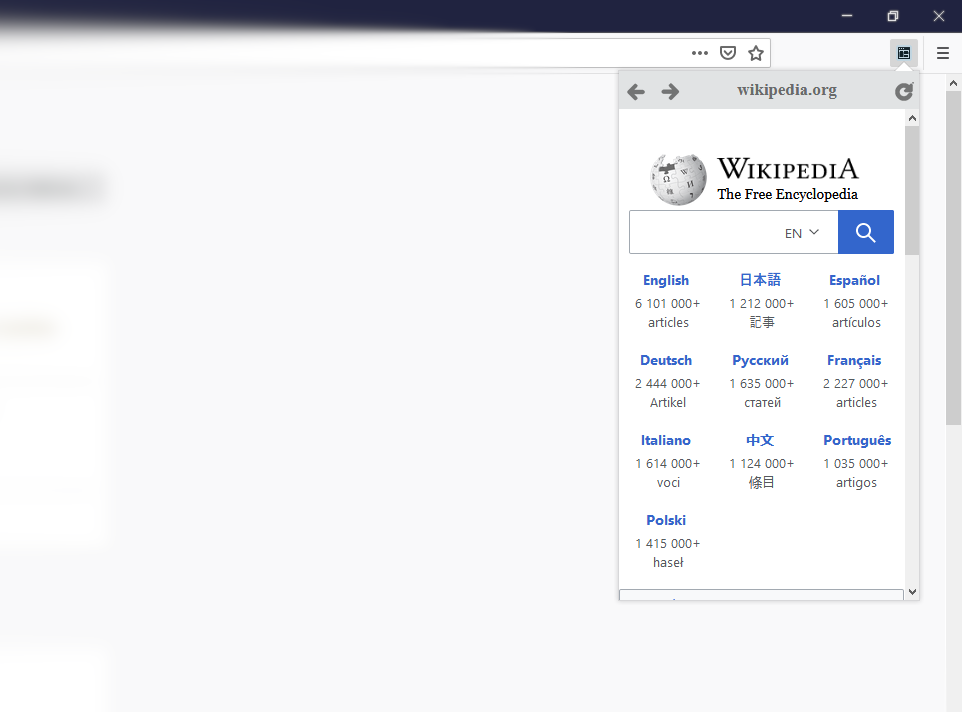 wikipedia.org
WIKIPEDIA
The Free Encyclopedia
EN
English 日本語 Español
6 101 000+ 1 212 000+ 1 605 000+
articles 記事 artículos
Deutsch Русский Français
2 444 000+ 1 635 000+ 2 227 000+
Artikel статей articles
Italiano 中文 Português
1 614 000+ 1 124 000+ 1 035 000+
voci 條目 artigos
Polski
1 415 000+
haseł